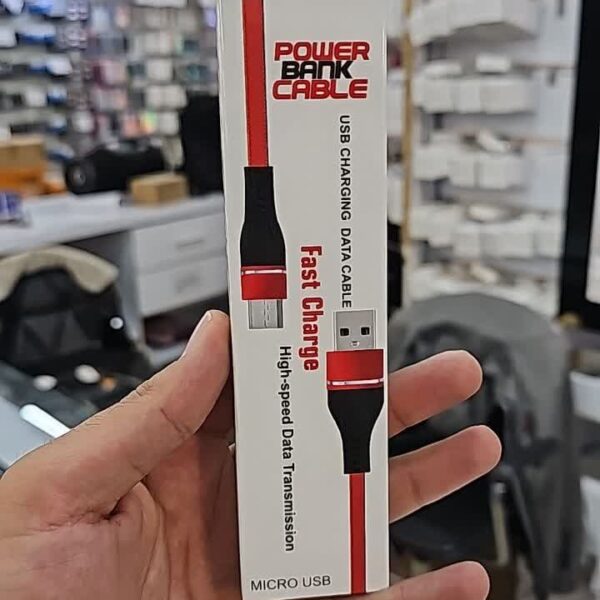 POWER
BANK
CABLE
USB CHARGING DATA CABLE
Fast Charge
High-speed Data Transmission
MICRO USB